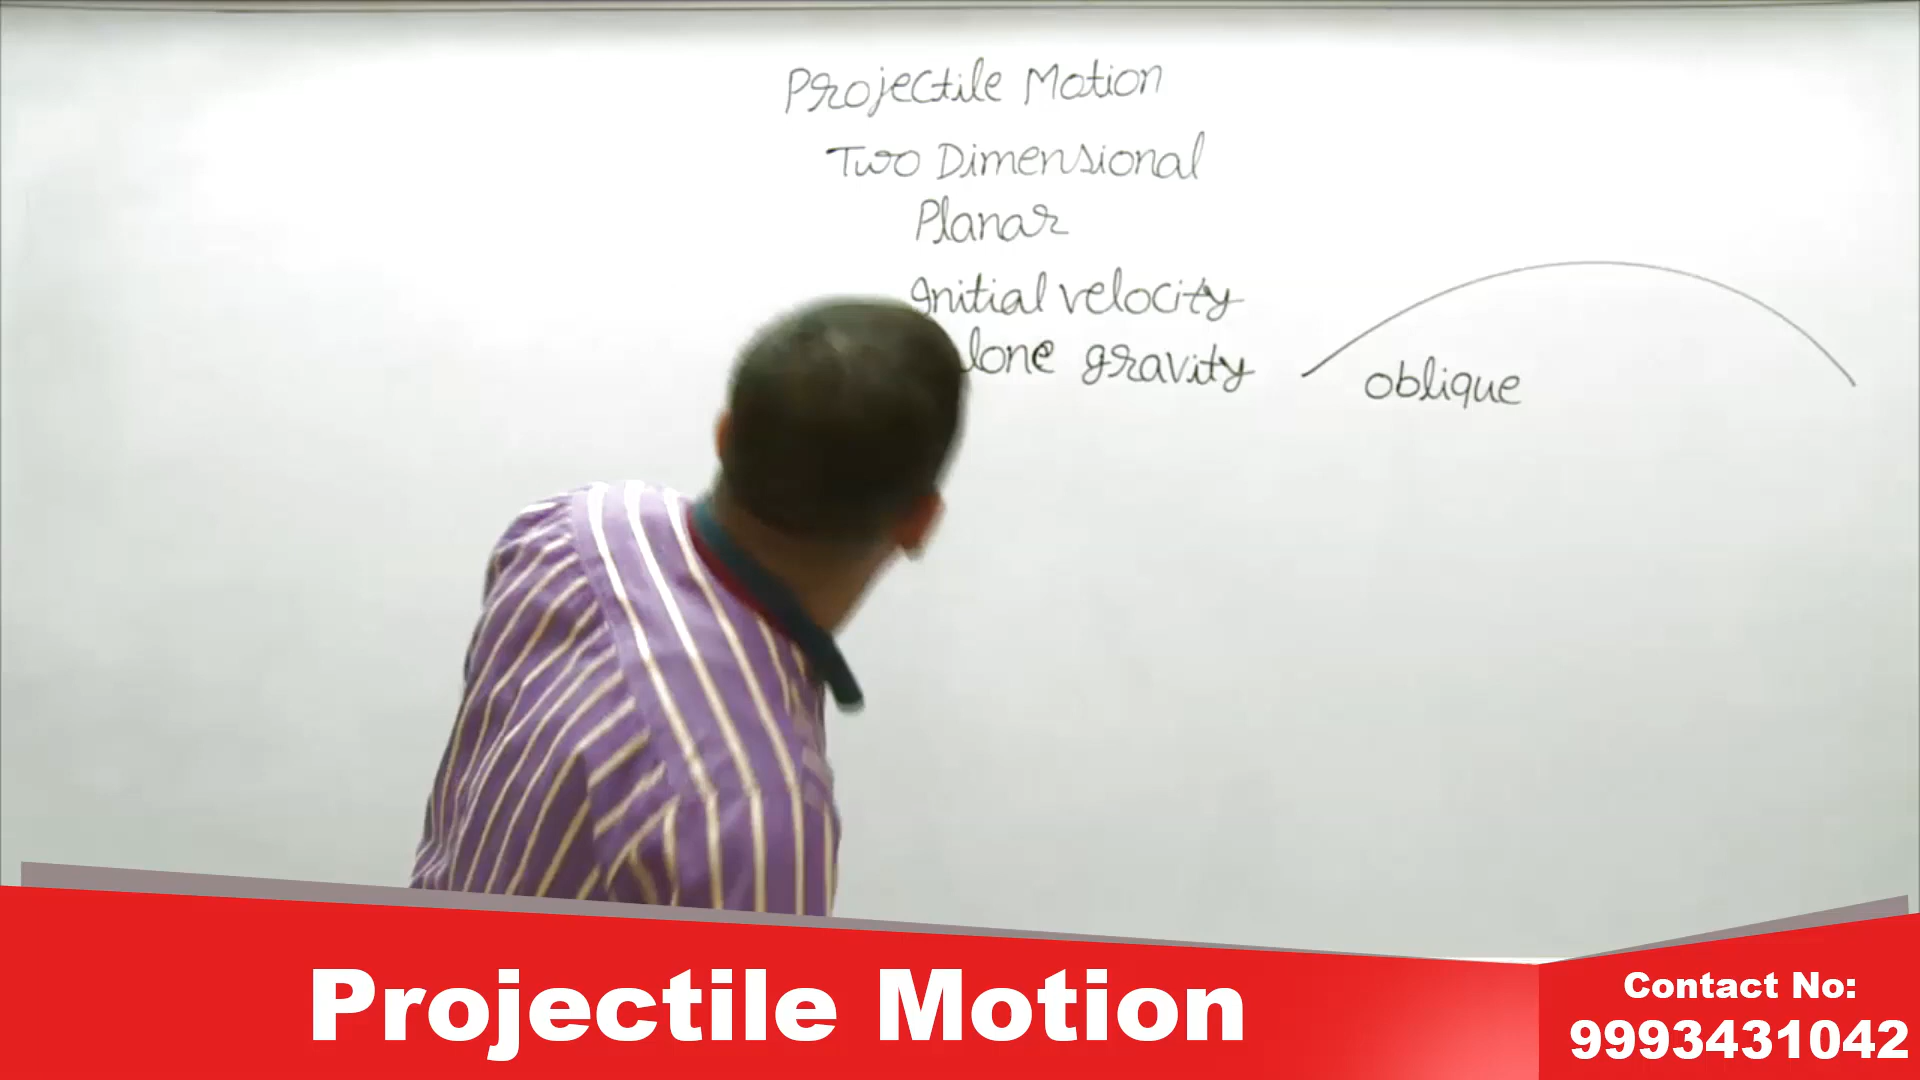 Projectile Motion
Two Dimensional
Planar
Initial velocity
gravity
oblique
Projectile Motion
Contact No:
9993431042